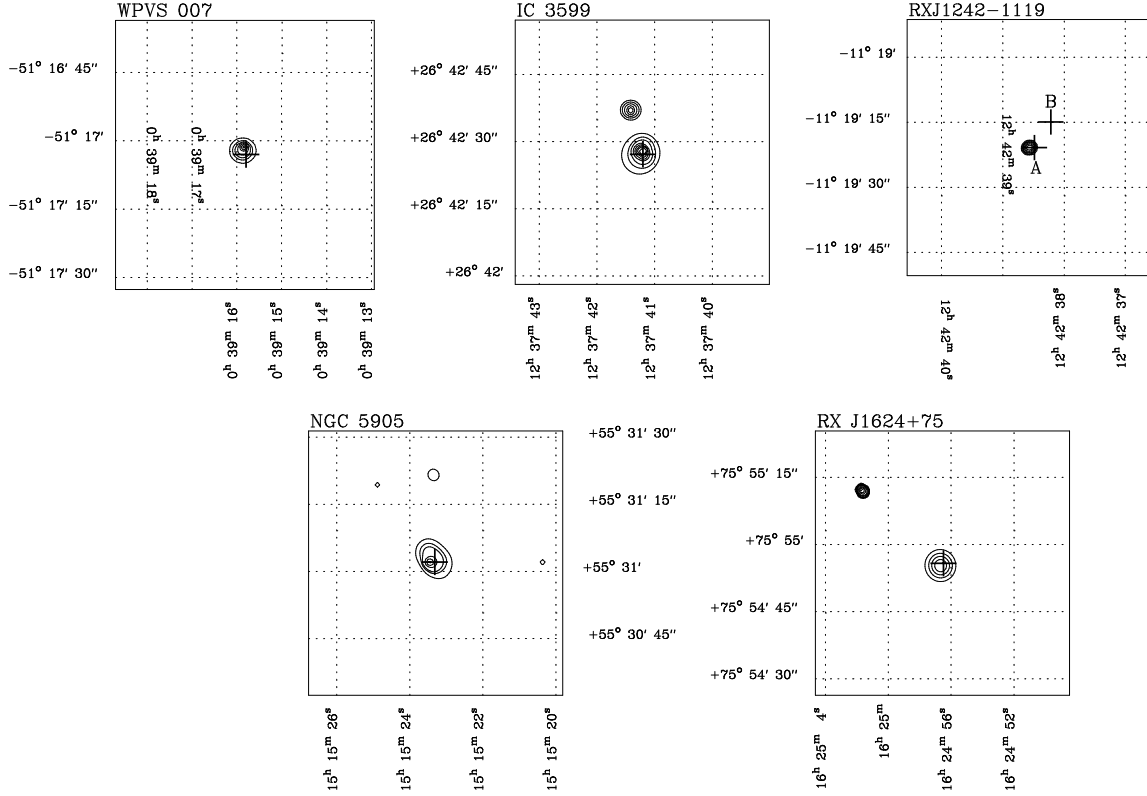 WPVS 007
−51° 16′ 45″
−51° 17′
−51° 17′ 15″
−51° 17′ 30″
0h 39m 18s
0h 39m 17s
0h 39m 16s
0h 39m 15s
0h 39m 14s
0h 39m 13s
IC 3599
+26° 42′ 45″
+26° 42′ 30″
+26° 42′ 15″
+26° 42′
12h 37m 43s
12h 37m 42s
12h 37m 41s
12h 37m 40s
RXJ1242−1119
−11° 19′
−11° 19′ 15″
−11° 19′ 30″
−11° 19′ 45″
B
A
12h 42m 39s
12h 42m 40s
12h 42m 38s
12h 42m 37s
NGC 5905
+55° 31′ 30″
+55° 31′ 15″
+55° 31′
+55° 30′ 45″
15h 15m 26s
15h 15m 24s
15h 15m 22s
15h 15m 20s
RX J1624+75
+75° 55′ 15″
+75° 55′
+75° 54′ 45″
+75° 54′ 30″
16h 25m 4s
16h 25m
16h 24m 56s
16h 24m 52s